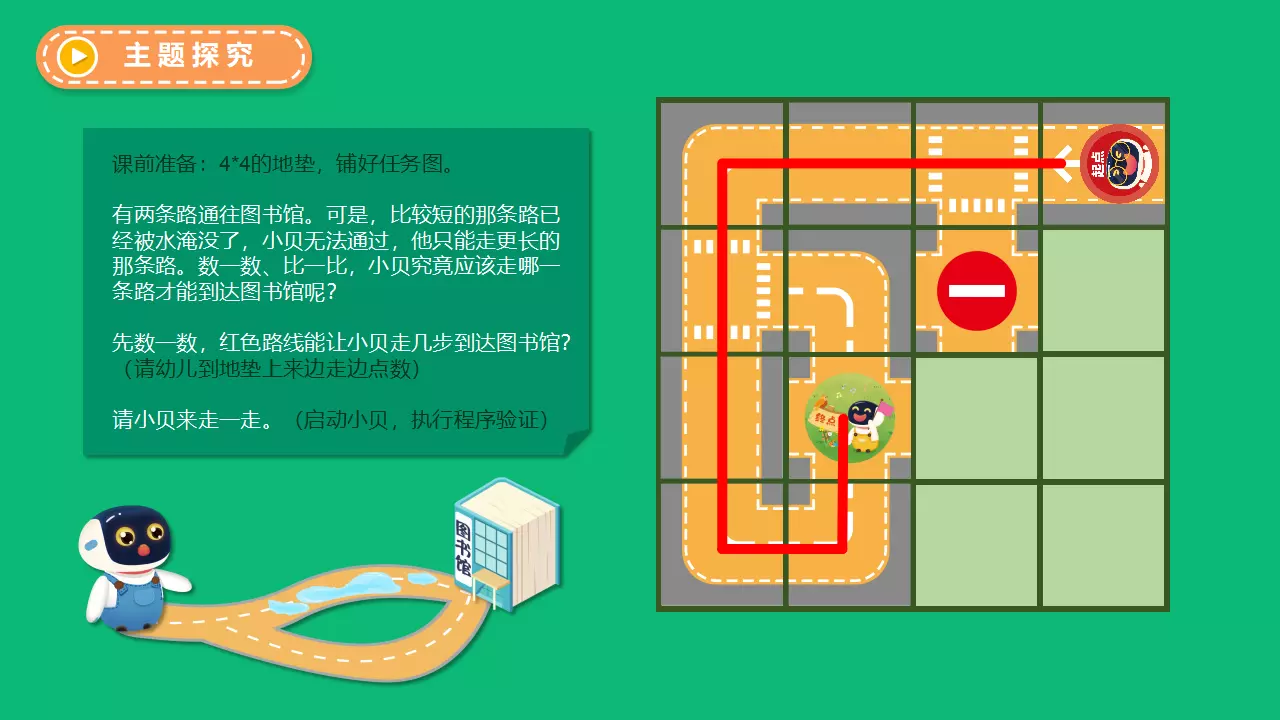 主题探究
课前准备：4*4的地垫，铺好任务图。
有两条路通往图书馆。可是，比较短的那条路已
经被水淹没了，小贝无法通过，他只能走更长的
那条路。数一数、比一比，小贝究竟应该走哪一
条路才能到达图书馆呢？
先数一数，红色路线能让小贝走几步到达图书馆？
（请幼儿到地垫上来边走边点数）
请小贝来走一走。（启动小贝，执行程序验证）
起点
终点
图书馆